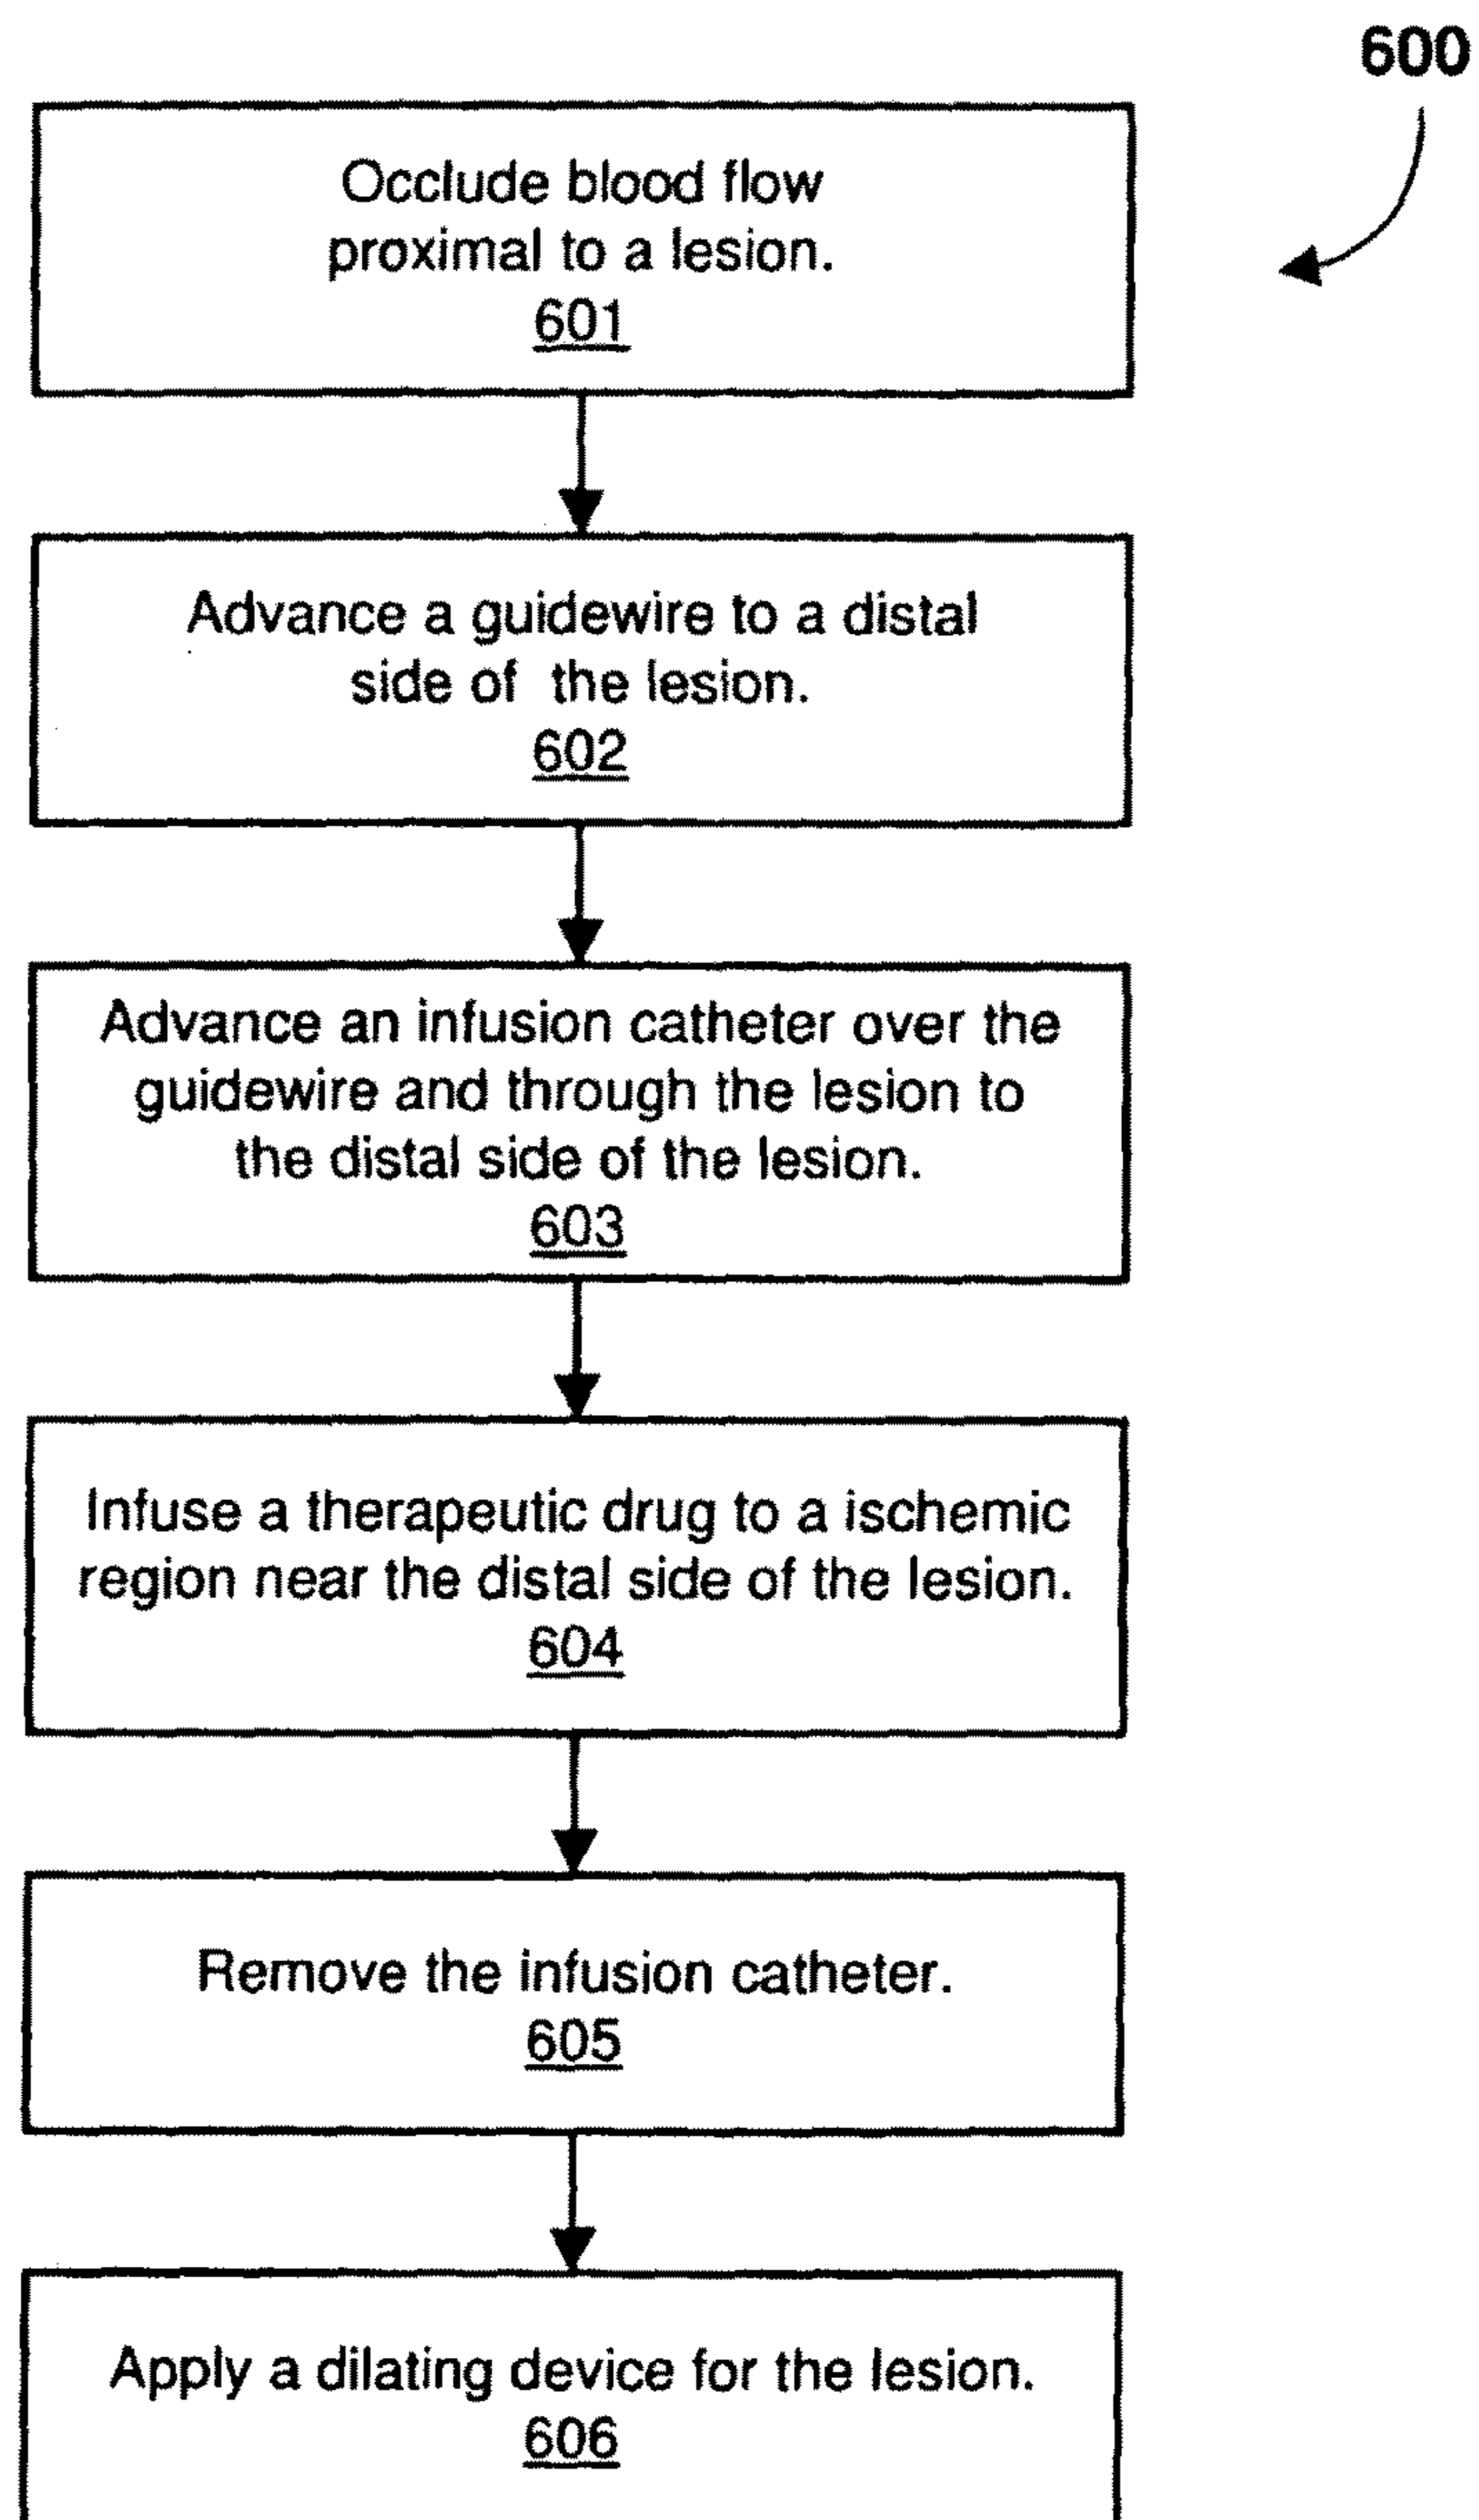 600
Occlude blood flow
proximal to a lesion.
601
Advance a guidewire to a distal
side of the lesion.
602
Advance an infusion catheter over the
guidewire and through the lesion to
the distal side of the lesion.
603
Infuse a therapeutic drug to a ischemic
region near the distal side of the lesion.
604
Remove the infusion catheter.
605
Apply a dilating device for the lesion.
606